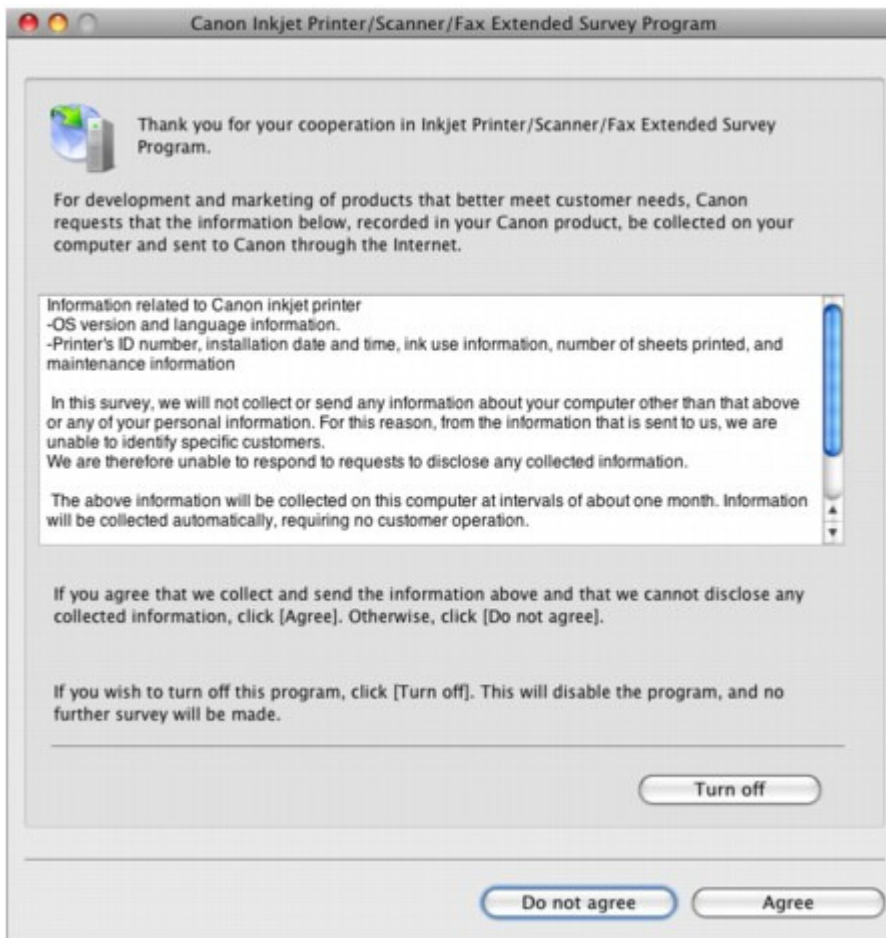 Canon Inkjet Printer/Scanner/Fax Extended Survey Program
Thank you for your cooperation in Inkjet Printer/Scanner/Fax Extended Survey
Program.
For development and marketing of products that better meet customer needs, Canon
requests that the information below, recorded in your Canon product, be collected on your
computer and sent to Canon through the Internet.
Information related to Canon inkjet printer
-OS version and language information.
-Printer's ID number, installation date and time, ink use information, number of sheets printed, and
maintenance information
In this survey, we will not collect or send any information about your computer other than that above
or any of your personal information. For this reason, from the information that is sent to us, we are
unable to identify specific customers.
We are therefore unable to respond to requests to disclose any collected information.
The above information will be collected on this computer at intervals of about one month. Information
will be collected automatically, requiring no customer operation.
If you agree that we collect and send the information above and that we cannot disclose any
collected information, click [Agree]. Otherwise, click [Do not agree].
If you wish to turn off this program, click [Turn off]. This will disable the program, and no
further survey will be made.
Turn off
Do not agree
Agree